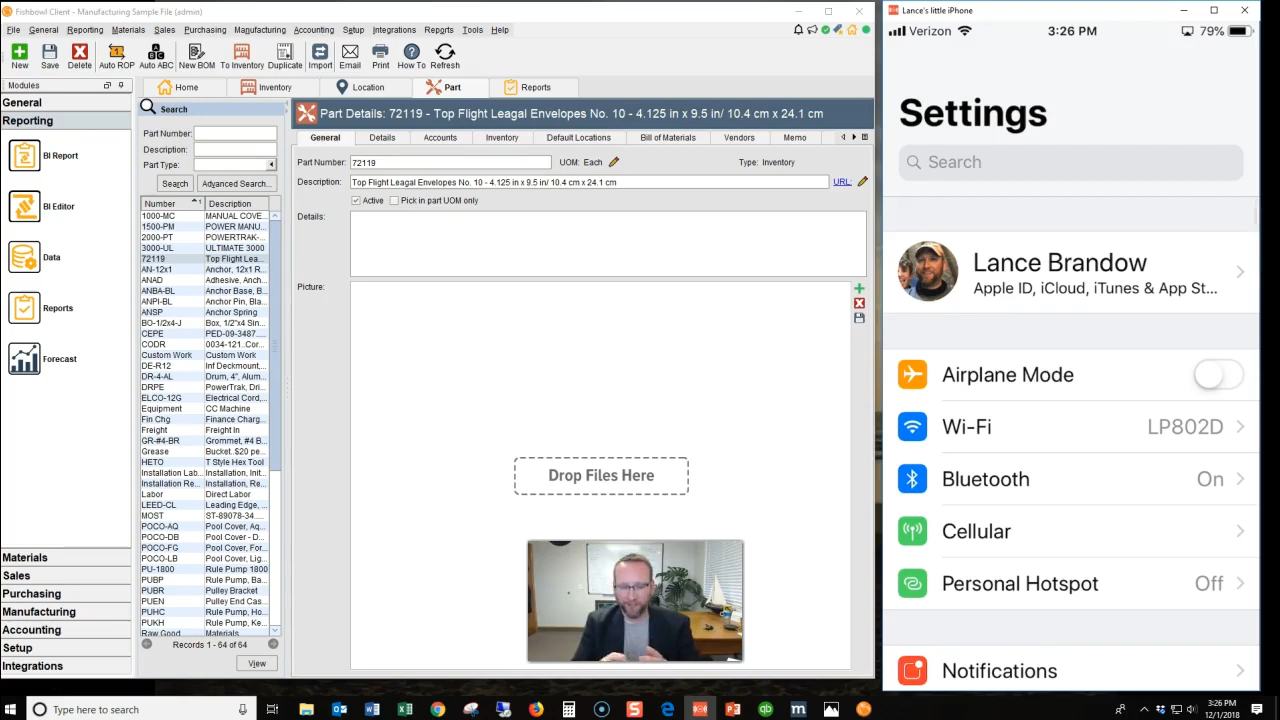 Fishbowl Client - Manufacturing Sample File (admin)
File General Reporting Materials Sales Purchasing Manufacturing Accounting Setup Integrations Reports Tools Help
New Save Delete Auto ROP Auto ABC New BOM To Inventory Duplicate Import Email Print How To Refresh
Modules
General
Reporting
BI Report
BI Editor
Data
Reports
Forecast
Materials
Sales
Purchasing
Manufacturing
Accounting
Setup
Integrations
Home Inventory Location Part Reports
Search
Part Number:
Description:
Part Type:
Search Advanced Search...
Number 1 Description
1000-MC MANUAL COVE...
1500-PM POWER MANU...
2000-PT POWERTRAK-...
3000-UL ULTIMATE 3000
72119 Top Flight Lea...
AN-12x1 Anchor, 12x1 R...
ANAD Adhesive, Anch...
ANBA-BL Anchor Base, B...
ANPI-BL Anchor Pin, Bla...
ANSP Anchor Spring
BO-1/2x4-J Box, 1/2"x4 Sin...
CEPE PED-09-3487....
CODR 0034-121..Cor...
Custom Work Custom Work
DE-R12 Inf Deckmount,...
DR-4-AL Drum, 4", Alum...
DRPE PowerTrak, Dri...
ELCO-12G Electrical Cord,...
Equipment CC Machine
Fin Chg Finance Charg...
Freight Freight In
GR-#4-BR Grommet, #4 B...
Grease Bucket..$20 pe...
HETO T Style Hex Tool
Installation Lab... Installation, Init...
Installation Re... Installation, Re...
Labor Direct Labor
LEED-CL Leading Edge, ...
MOST ST-89078-34....
POCO-AQ Pool Cover, Aq...
POCO-DB Pool Cover - D...
POCO-FG Pool Cover, For...
POCO-LB Pool Cover, Lig...
PU-1800 Rule Pump 1800
PUBP Rule Pump, Ba...
PUBR Pulley Bracket
PUEN Pulley End Cas...
PUHC Rule Pump, Ho...
PUKH Rule Pump, Ke...
Raw Good Materials
Records 1 - 64 of 64
View
Part Details: 72119 - Top Flight Leagal Envelopes No. 10 - 4.125 in x 9.5 in/ 10.4 cm x 24.1 cm
General Details Accounts Inventory Default Locations Bill of Materials Vendors Memo
Part Number: 72119 UOM: Each Type: Inventory
Description: Top Flight Leagal Envelopes No. 10 - 4.125 in x 9.5 in/ 10.4 cm x 24.1 cm URL:
Active Pick in part UOM only
Details:
Picture:
Drop Files Here
Lance's little iPhone
Verizon 3:26 PM 79%
Settings
Search
Lance Brandow
Apple ID, iCloud, iTunes & App St...
Airplane Mode
Wi-Fi LP802D
Bluetooth On
Cellular
Personal Hotspot Off
Notifications
Type here to search
3:26 PM
12/1/2018